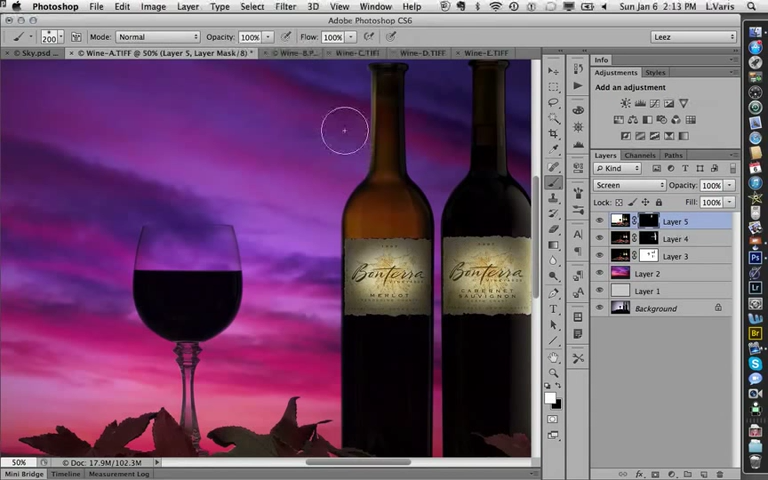 Photoshop File Edit Image Layer Type Select Filter 3D View Window Help Sun Jan 6 2:13 PM L.Varis
Adobe Photoshop CS6
200 Mode: Normal Opacity: 100% Flow: 100% Leez
Sky.psd ... Wine-A.TIFF @ 50% (Layer 5, Layer Mask/8) * Wine-B.P... Wine-C.TIFF Wine-D.TIFF Wine-E.TIFF
Info
Adjustments Styles
Add an adjustment
Layers Channels Paths
Kind
Screen Opacity: 100%
Lock: Fill: 100%
Layer 5
Layer 4
Layer 3
Layer 2
Layer 1
Background
Bonterra
MERLOT
Bonterra
CABERNET
SAUVIGNON
50% Doc: 17.9M/102.3M
Mini Bridge Timeline Measurement Log